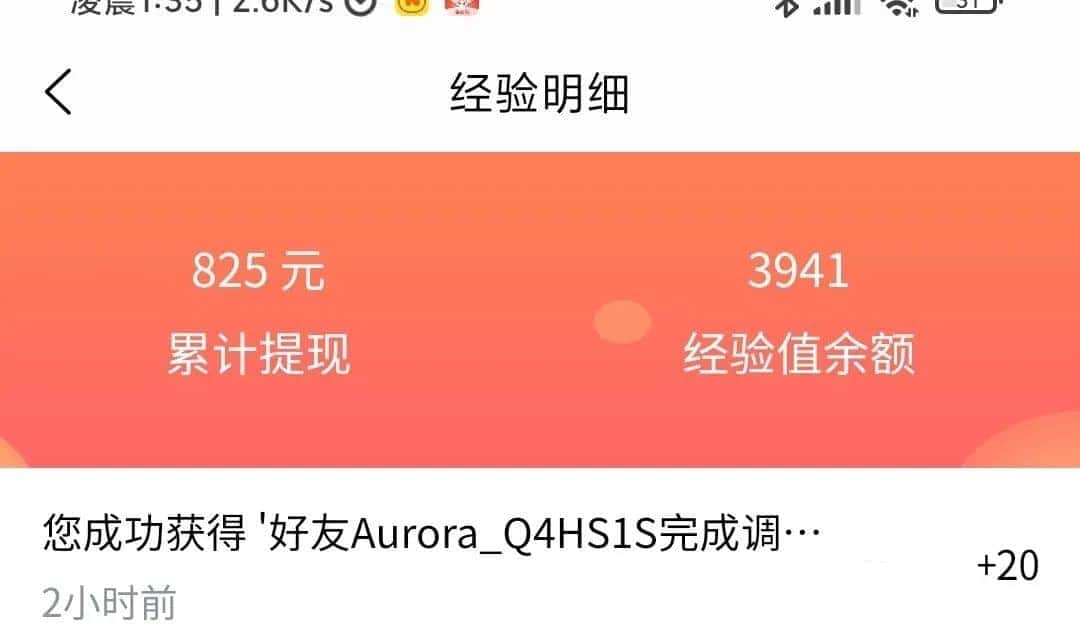 凌晨1:35 | 2.6K/s
31
经验明细
825 元
3941
累计提现
经验值余额
您成功获得 '好友Aurora_Q4HS1S完成调…
+20
2小时前